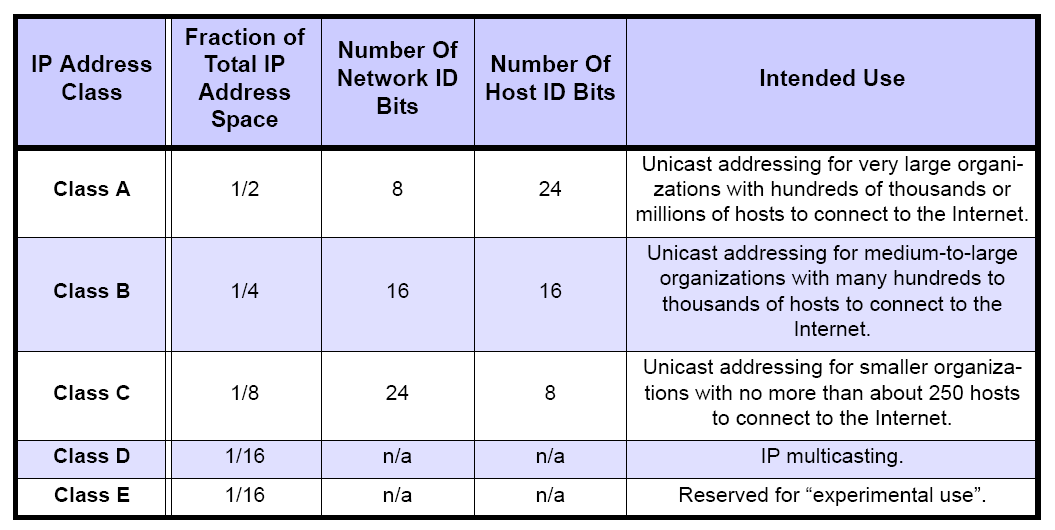 IP Address
Class
Fraction of
Total IP
Address
Space
Number Of
Network ID
Bits
Number Of
Host ID Bits
Intended Use
Class A
1/2
8
24
Unicast addressing for very large organi-
zations with hundreds of thousands or
millions of hosts to connect to the Internet.
Class B
1/4
16
16
Unicast addressing for medium-to-large
organizations with many hundreds to
thousands of hosts to connect to the
Internet.
Class C
1/8
24
8
Unicast addressing for smaller organiza-
tions with no more than about 250 hosts
to connect to the Internet.
Class D
1/16
n/a
n/a
IP multicasting.
Class E
1/16
n/a
n/a
Reserved for “experimental use”.